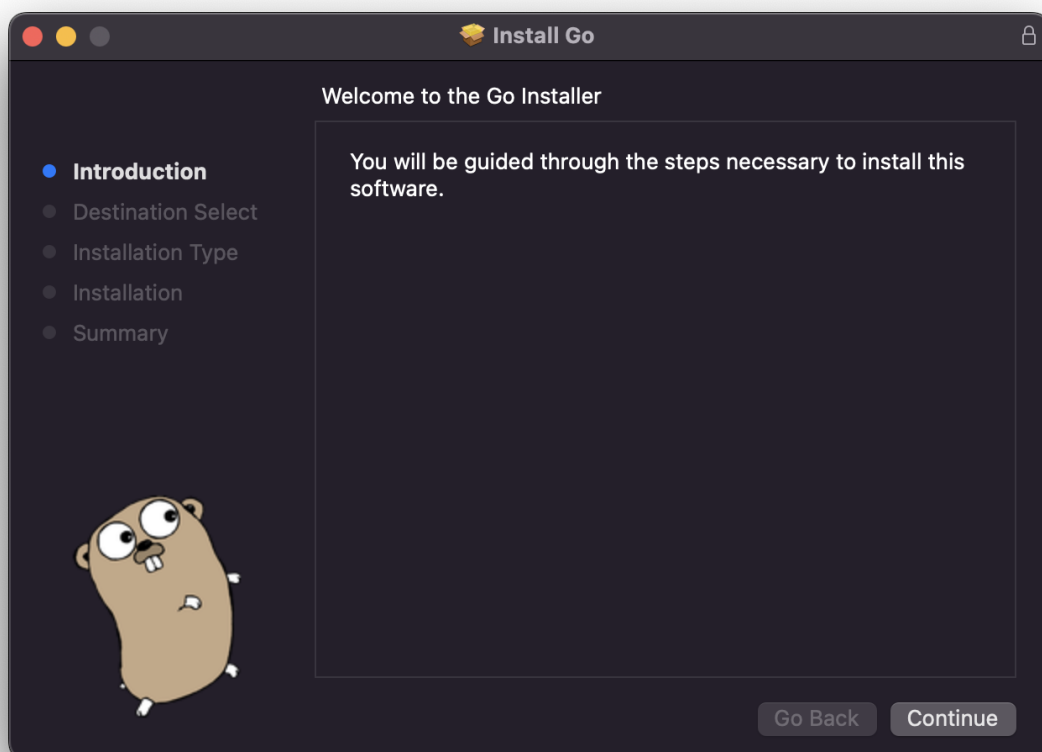 Install Go
Welcome to the Go Installer
Introduction
Destination Select
Installation Type
Installation
Summary
You will be guided through the steps necessary to install this
software.
Go Back
Continue